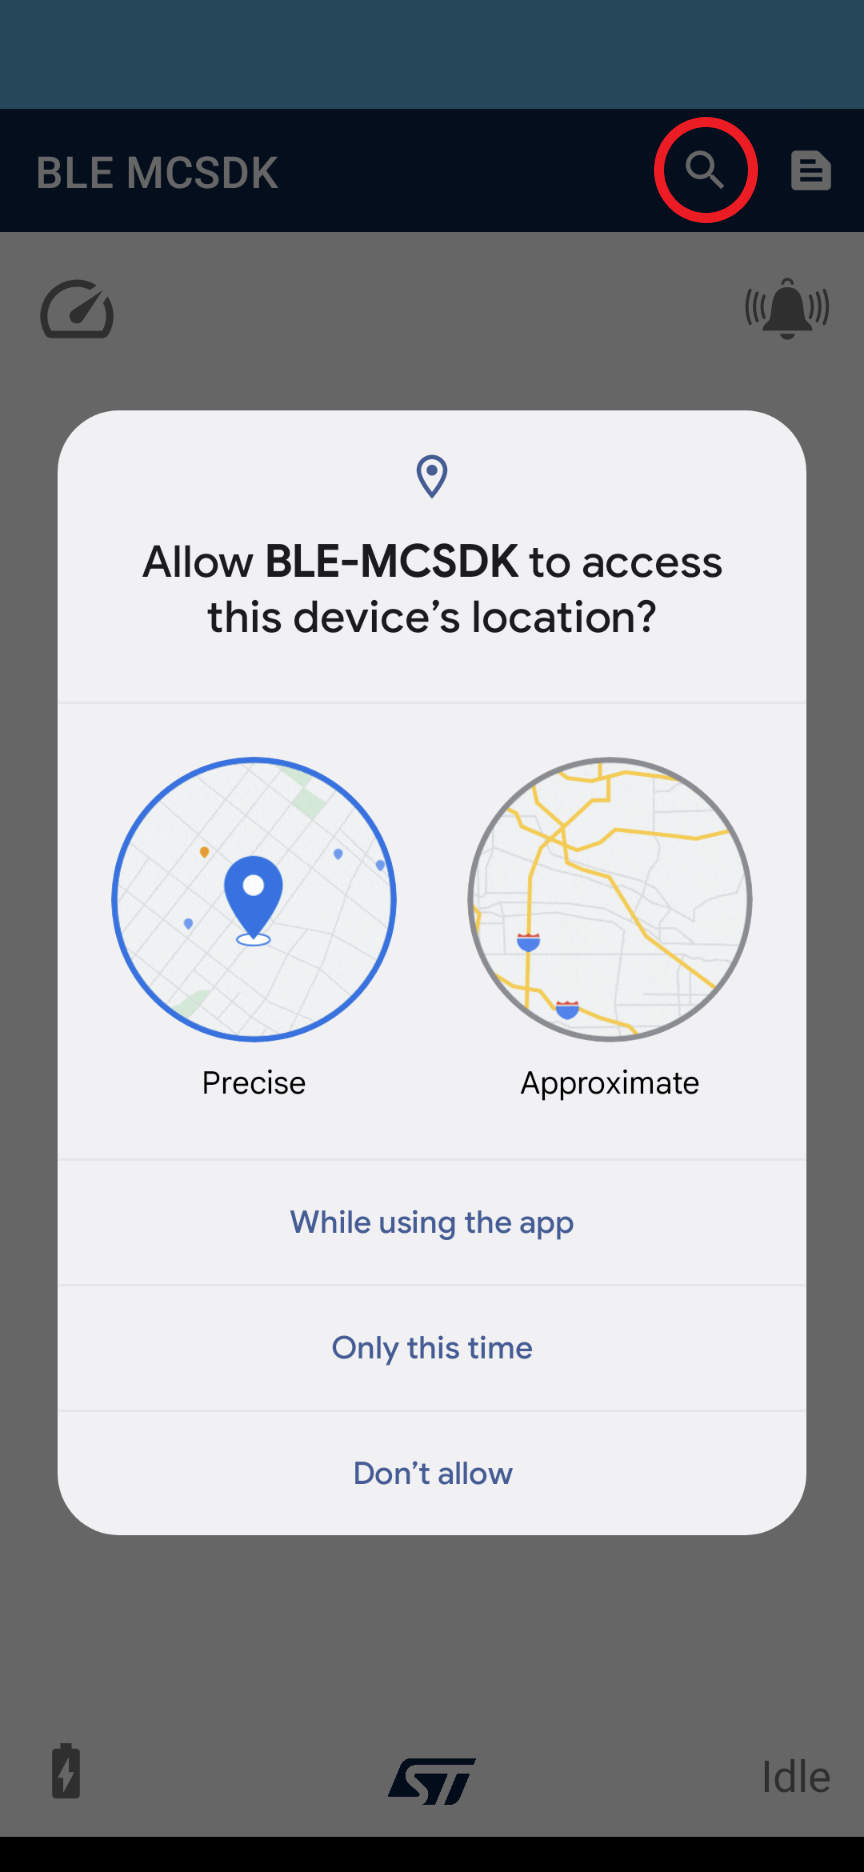 BLE MCSDK
Allow BLE-MCSDK to access
this device’s location?
Precise
Approximate
While using the app
Only this time
Don’t allow
ST
Idle